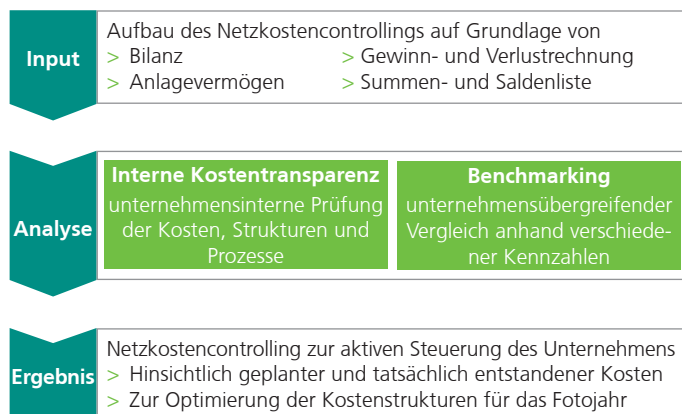 Input
Aufbau des Netzkostencontrollings auf Grundlage von
> Bilanz > Gewinn- und Verlustrechnung
> Anlagevermögen > Summen- und Saldenliste
Analyse
Interne Kostentransparenz
unternehmensinterne Prüfung
der Kosten, Strukturen und
Prozesse
Benchmarking
unternehmensübergreifender
Vergleich anhand verschiede-
ner Kennzahlen
Ergebnis
Netzkostencontrolling zur aktiven Steuerung des Unternehmens
> Hinsichtlich geplanter und tatsächlich entstandener Kosten
> Zur Optimierung der Kostenstrukturen für das Fotojahr